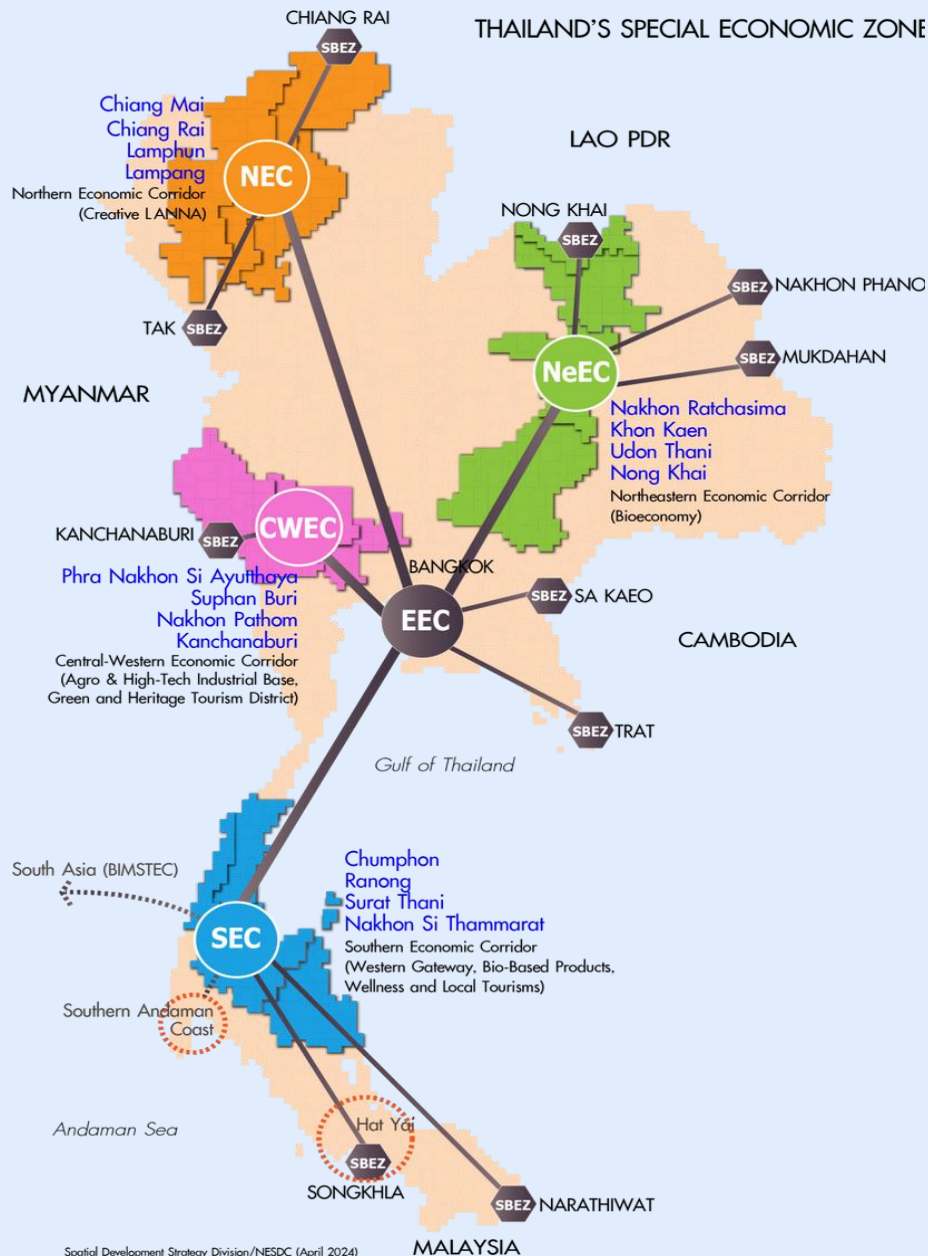 THAILAND'S SPECIAL ECONOMIC ZONE
CHIANG RAI
SBEZ
Chiang Mai
Chiang Rai
Lamphun
Lampang
Northern Economic Corridor
(Creative LANNA)
NEC
LAO PDR
NONG KHAI
SBEZ
SBEZ
NAKHON PHANO
TAK
SBEZ
SBEZ
MUKDAHAN
NeEC
MYANMAR
Nakhon Ratchasima
Khon Kaen
Udon Thani
Nong Khai
Northeastern Economic Corridor
(Bioeconomy)
KANCHANABURI
SBEZ
CWEC
Phra Nakhon Si Ayutthaya
Suphan Buri
Nakhon Pathom
Kanchanaburi
Central-Western Economic Corridor
(Agro & High-Tech Industrial Base,
Green and Heritage Tourism District)
BANGKOK
EEC
SBEZ
SA KAEO
CAMBODIA
SBEZ
TRAT
Gulf of Thailand
South Asia (BIMSTEC)
Chumphon
Ranong
Surat Thani
Nakhon Si Thammarat
Southern Economic Corridor
(Western Gateway, Bio-Based Products,
Wellness and Local Tourisms)
SEC
Southern Andaman
Coast
Andaman Sea
Hat Yai
SBEZ
SONGKHLA
SBEZ
NARATHIWAT
MALAYSIA
Spatial Development Strategy Division/NESDC (April 2024)